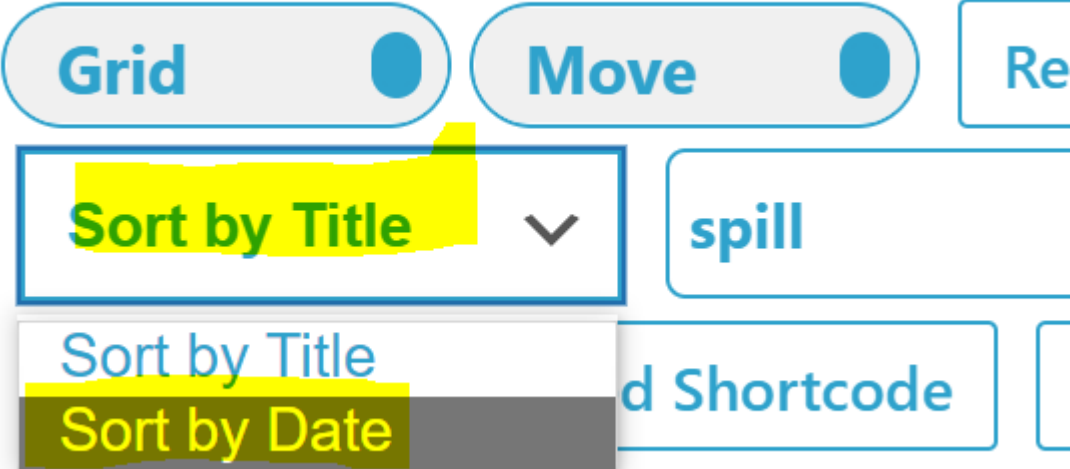 Grid Move Re
Sort by Title spill
Sort by Title
d Shortcode
Sort by Date